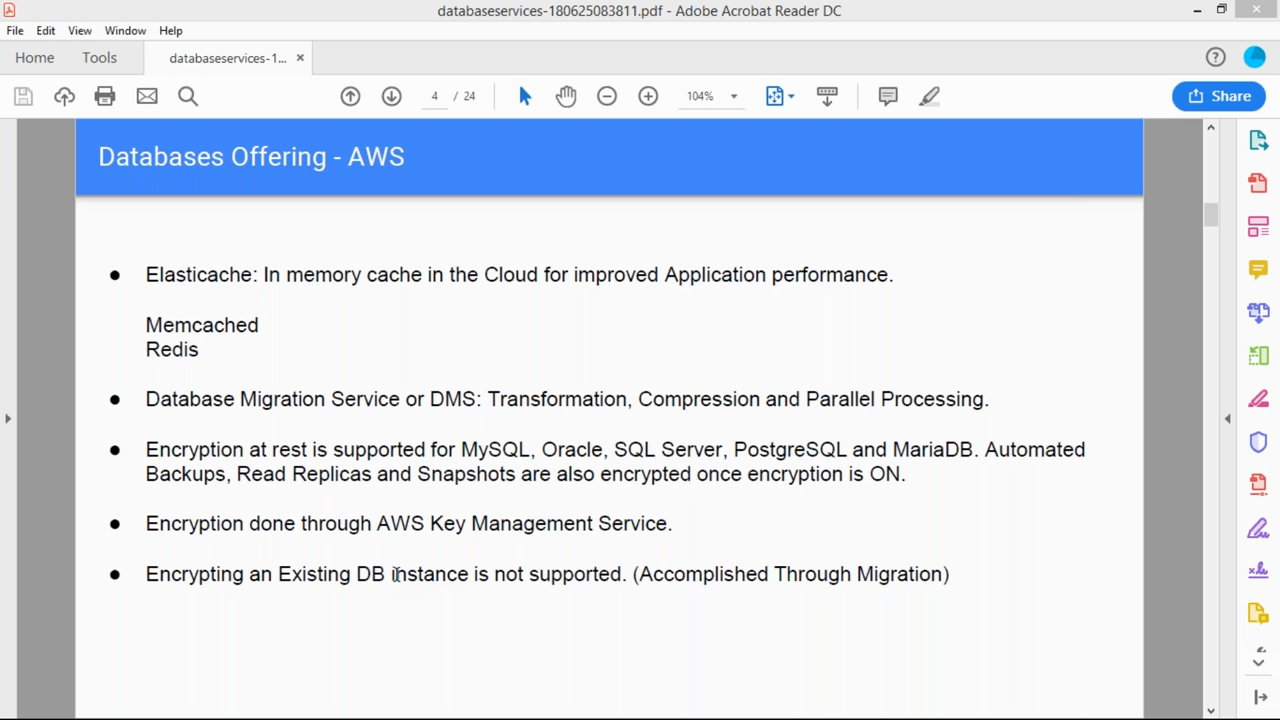 databaseservices-180625083811.pdf - Adobe Acrobat Reader DC
File Edit View Window Help
Home Tools databaseservices-1... ×
4 / 24 104% Share
Databases Offering - AWS
● Elasticache: In memory cache in the Cloud for improved Application performance.
Memcached
Redis
● Database Migration Service or DMS: Transformation, Compression and Parallel Processing.
● Encryption at rest is supported for MySQL, Oracle, SQL Server, PostgreSQL and MariaDB. Automated
Backups, Read Replicas and Snapshots are also encrypted once encryption is ON.
● Encryption done through AWS Key Management Service.
● Encrypting an Existing DB instance is not supported. (Accomplished Through Migration)